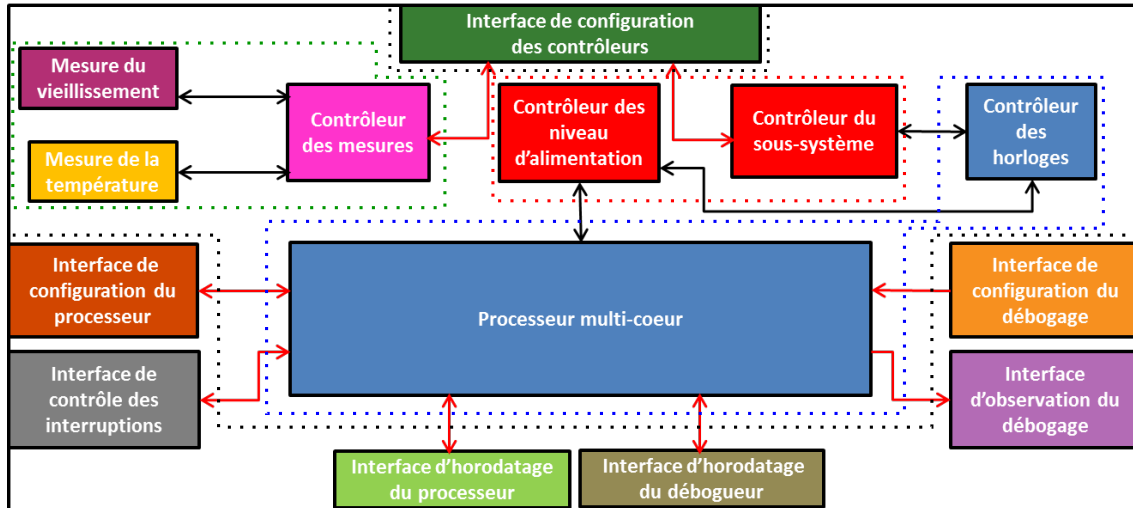 Interface de configuration
des contrôleurs
Mesure du
vieillissement
Contrôleur
des mesures
Mesure de la
température
Contrôleur des
niveau
d'alimentation
Contrôleur du
sous-système
Contrôleur
des
horloges
Interface de
configuration du
processeur
Processeur multi-coeur
Interface de
configuration du
débogage
Interface de
contrôle des
interruptions
Interface
d'observation du
débogage
Interface d'horodatage
du processeur
Interface d'horodatage
du débogueur